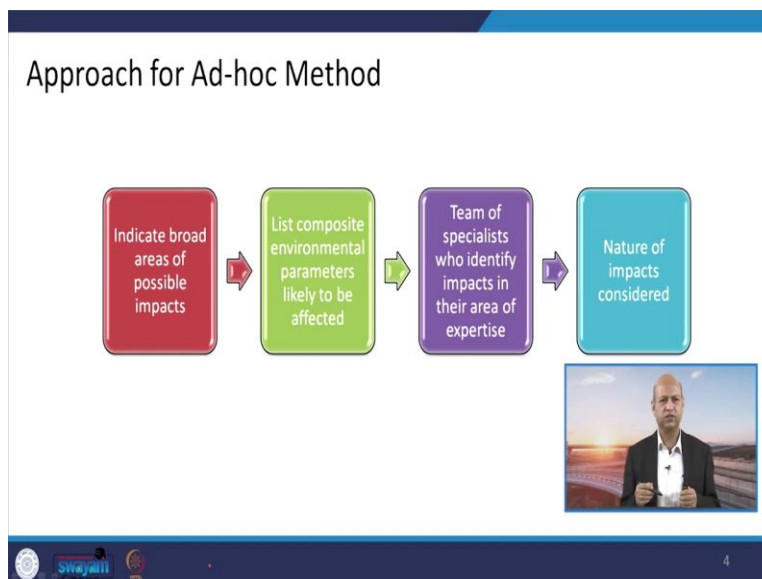 Approach for Ad-hoc Method
Indicate broad
areas of
possible
impacts
List composite
environmental
parameters
likely to be
affected
Team of
specialists
who identify
impacts in
their area of
expertise
Nature of
impacts
considered
swayam
4